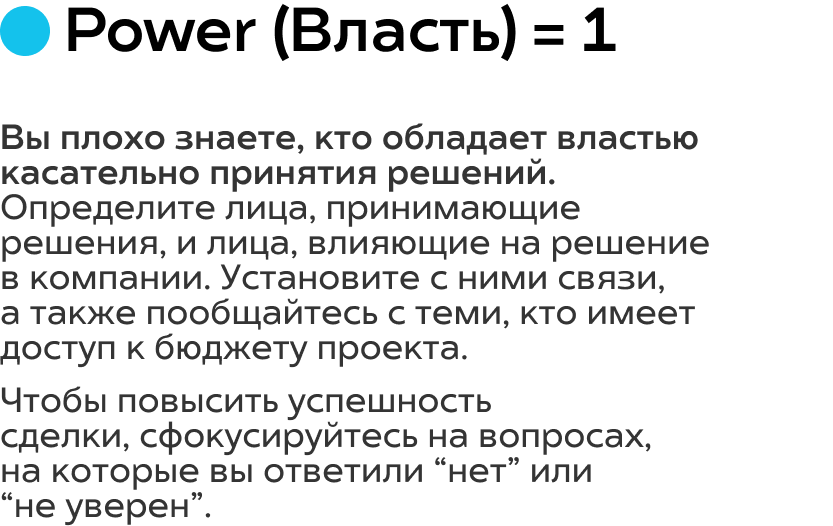 Power (Власть) = 1
Вы плохо знаете, кто обладает властью
касательно принятия решений.
Определите лица, принимающие
решения, и лица, влияющие на решение
в компании. Установите с ними связи,
а также пообщайтесь с теми, кто имеет
доступ к бюджету проекта.
Чтобы повысить успешность
сделки, сфокусируйтесь на вопросах,
на которые вы ответили “нет” или
“не уверен”.